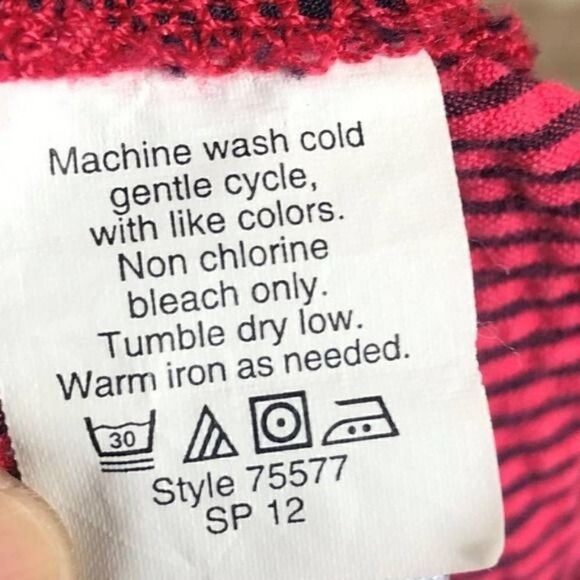 Machine wash cold
gentle cycle,
with like colors.
Non chlorine
bleach only.
Tumble dry low.
Warm iron as needed.
30
Style 75577
SP 12